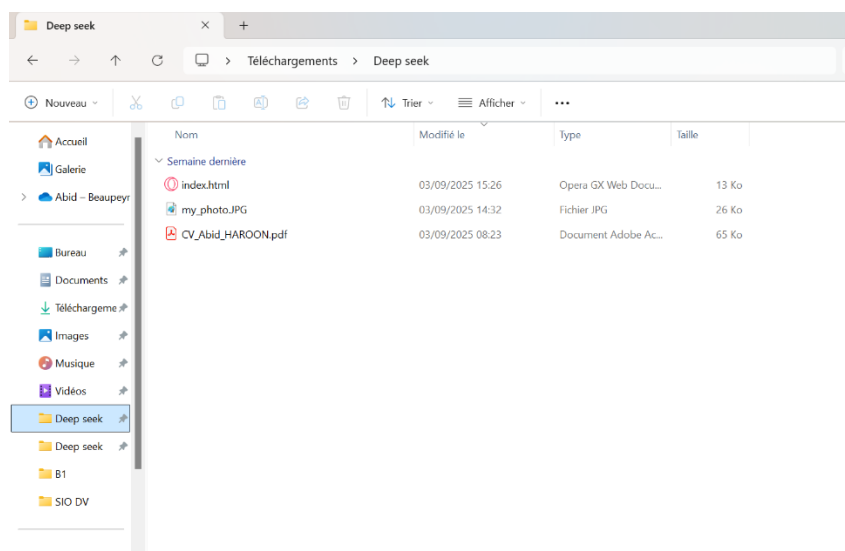 Deep seek
Téléchargements > Deep seek
Nouveau Trier Afficher
Accueil
Galerie
Abid – Beaupeyr
Bureau
Documents
Téléchargeme
Images
Musique
Vidéos
Deep seek
Deep seek
B1
SIO DV
Nom Modifié le Type Taille
Semaine dernière
index.html 03/09/2025 15:26 Opera GX Web Docu... 13 Ko
my_photo.JPG 03/09/2025 14:32 Fichier JPG 26 Ko
CV_Abid_HAROON.pdf 03/09/2025 08:23 Document Adobe Ac... 65 Ko